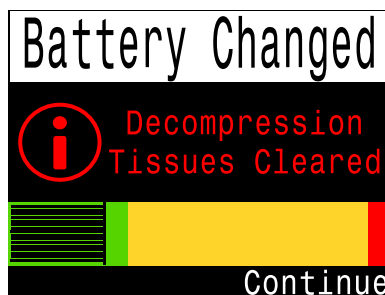 Battery Changed
Decompression
Tissues Cleared
Continue